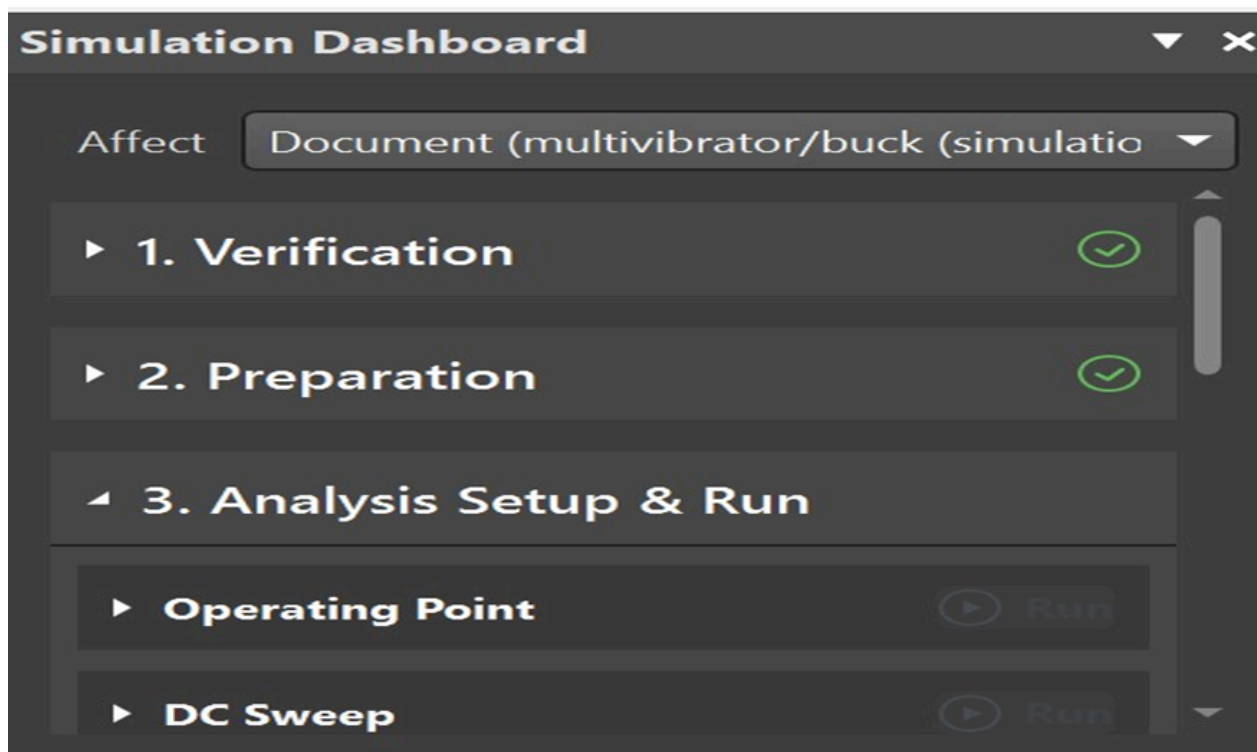 Simulation Dashboard
Affect Document (multivibrator/buck (simulatio
1. Verification
2. Preparation
3. Analysis Setup & Run
Operating Point Run
DC Sweep Run